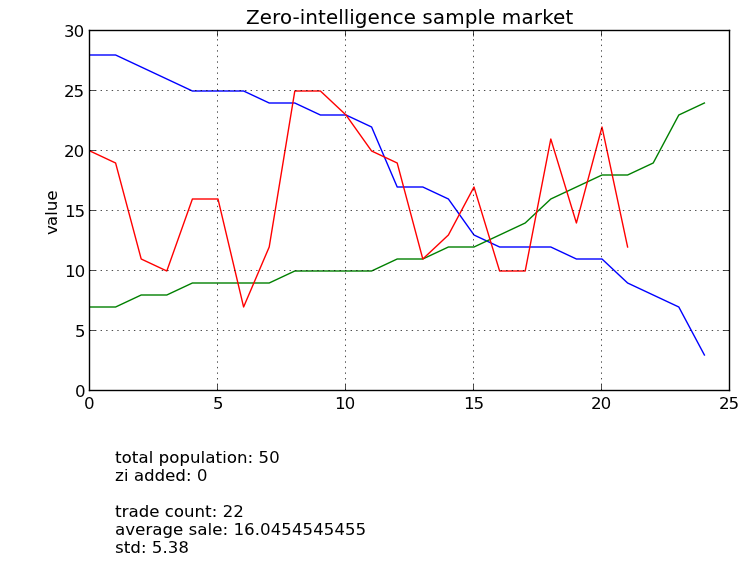 Zero-intelligence sample market
30
25
20
15
10
5
0
value
0 5 10 15 20 25
total population: 50
zi added: 0
trade count: 22
average sale: 16.0454545455
std: 5.38